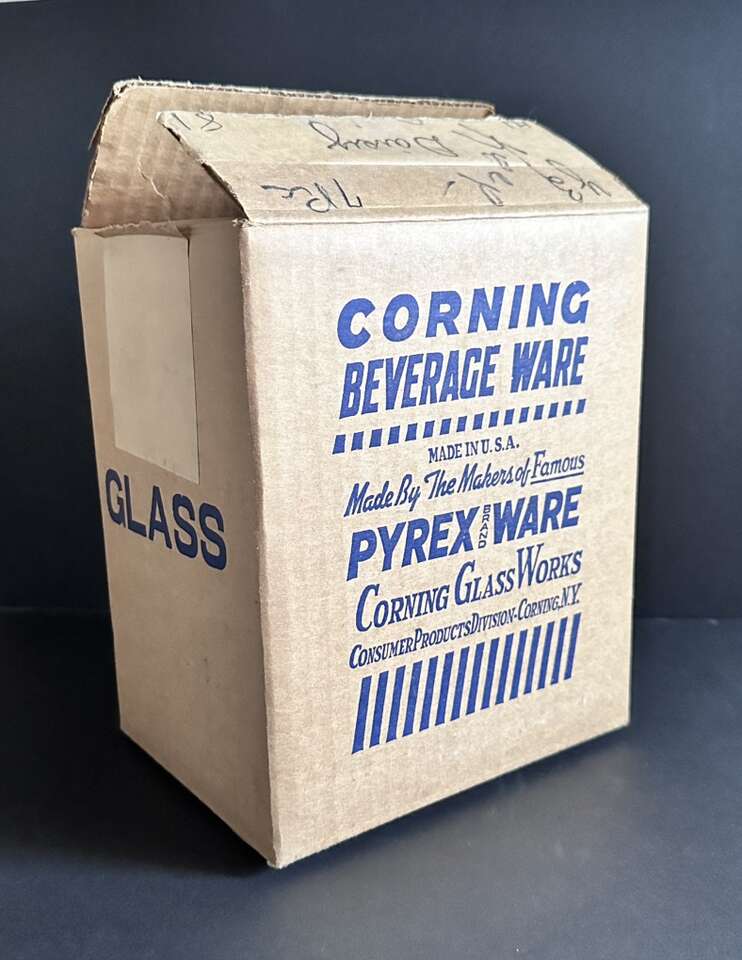 CORNING
BEVERAGE WARE
MADE IN U.S.A.
Made By The Makers of Famous
PYREX BRAND WARE
CORNING GLASS WORKS
CONSUMER PRODUCTS DIVISION-CORNING, N.Y.
GLASS